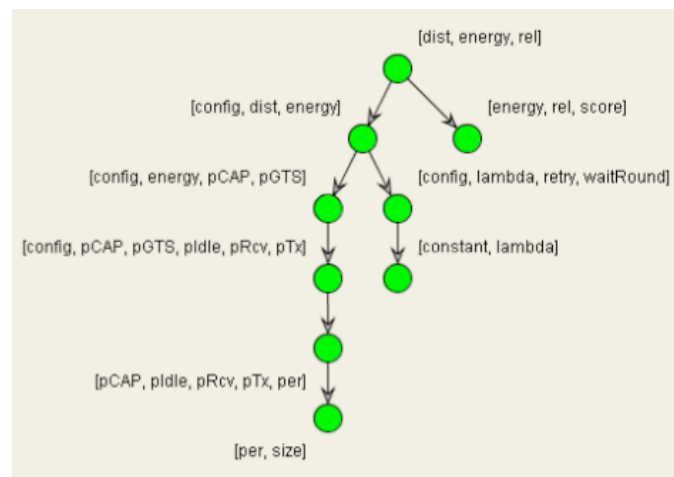 [dist, energy, rel]
[config, dist, energy]
[energy, rel, score]
[config, energy, pCAP, pGTS]
[config, lambda, retry, waitRound]
[config, pCAP, pGTS, pIdle, pRcv, pTx]
[constant, lambda]
[pCAP, pIdle, pRcv, pTx, per]
[per, size]